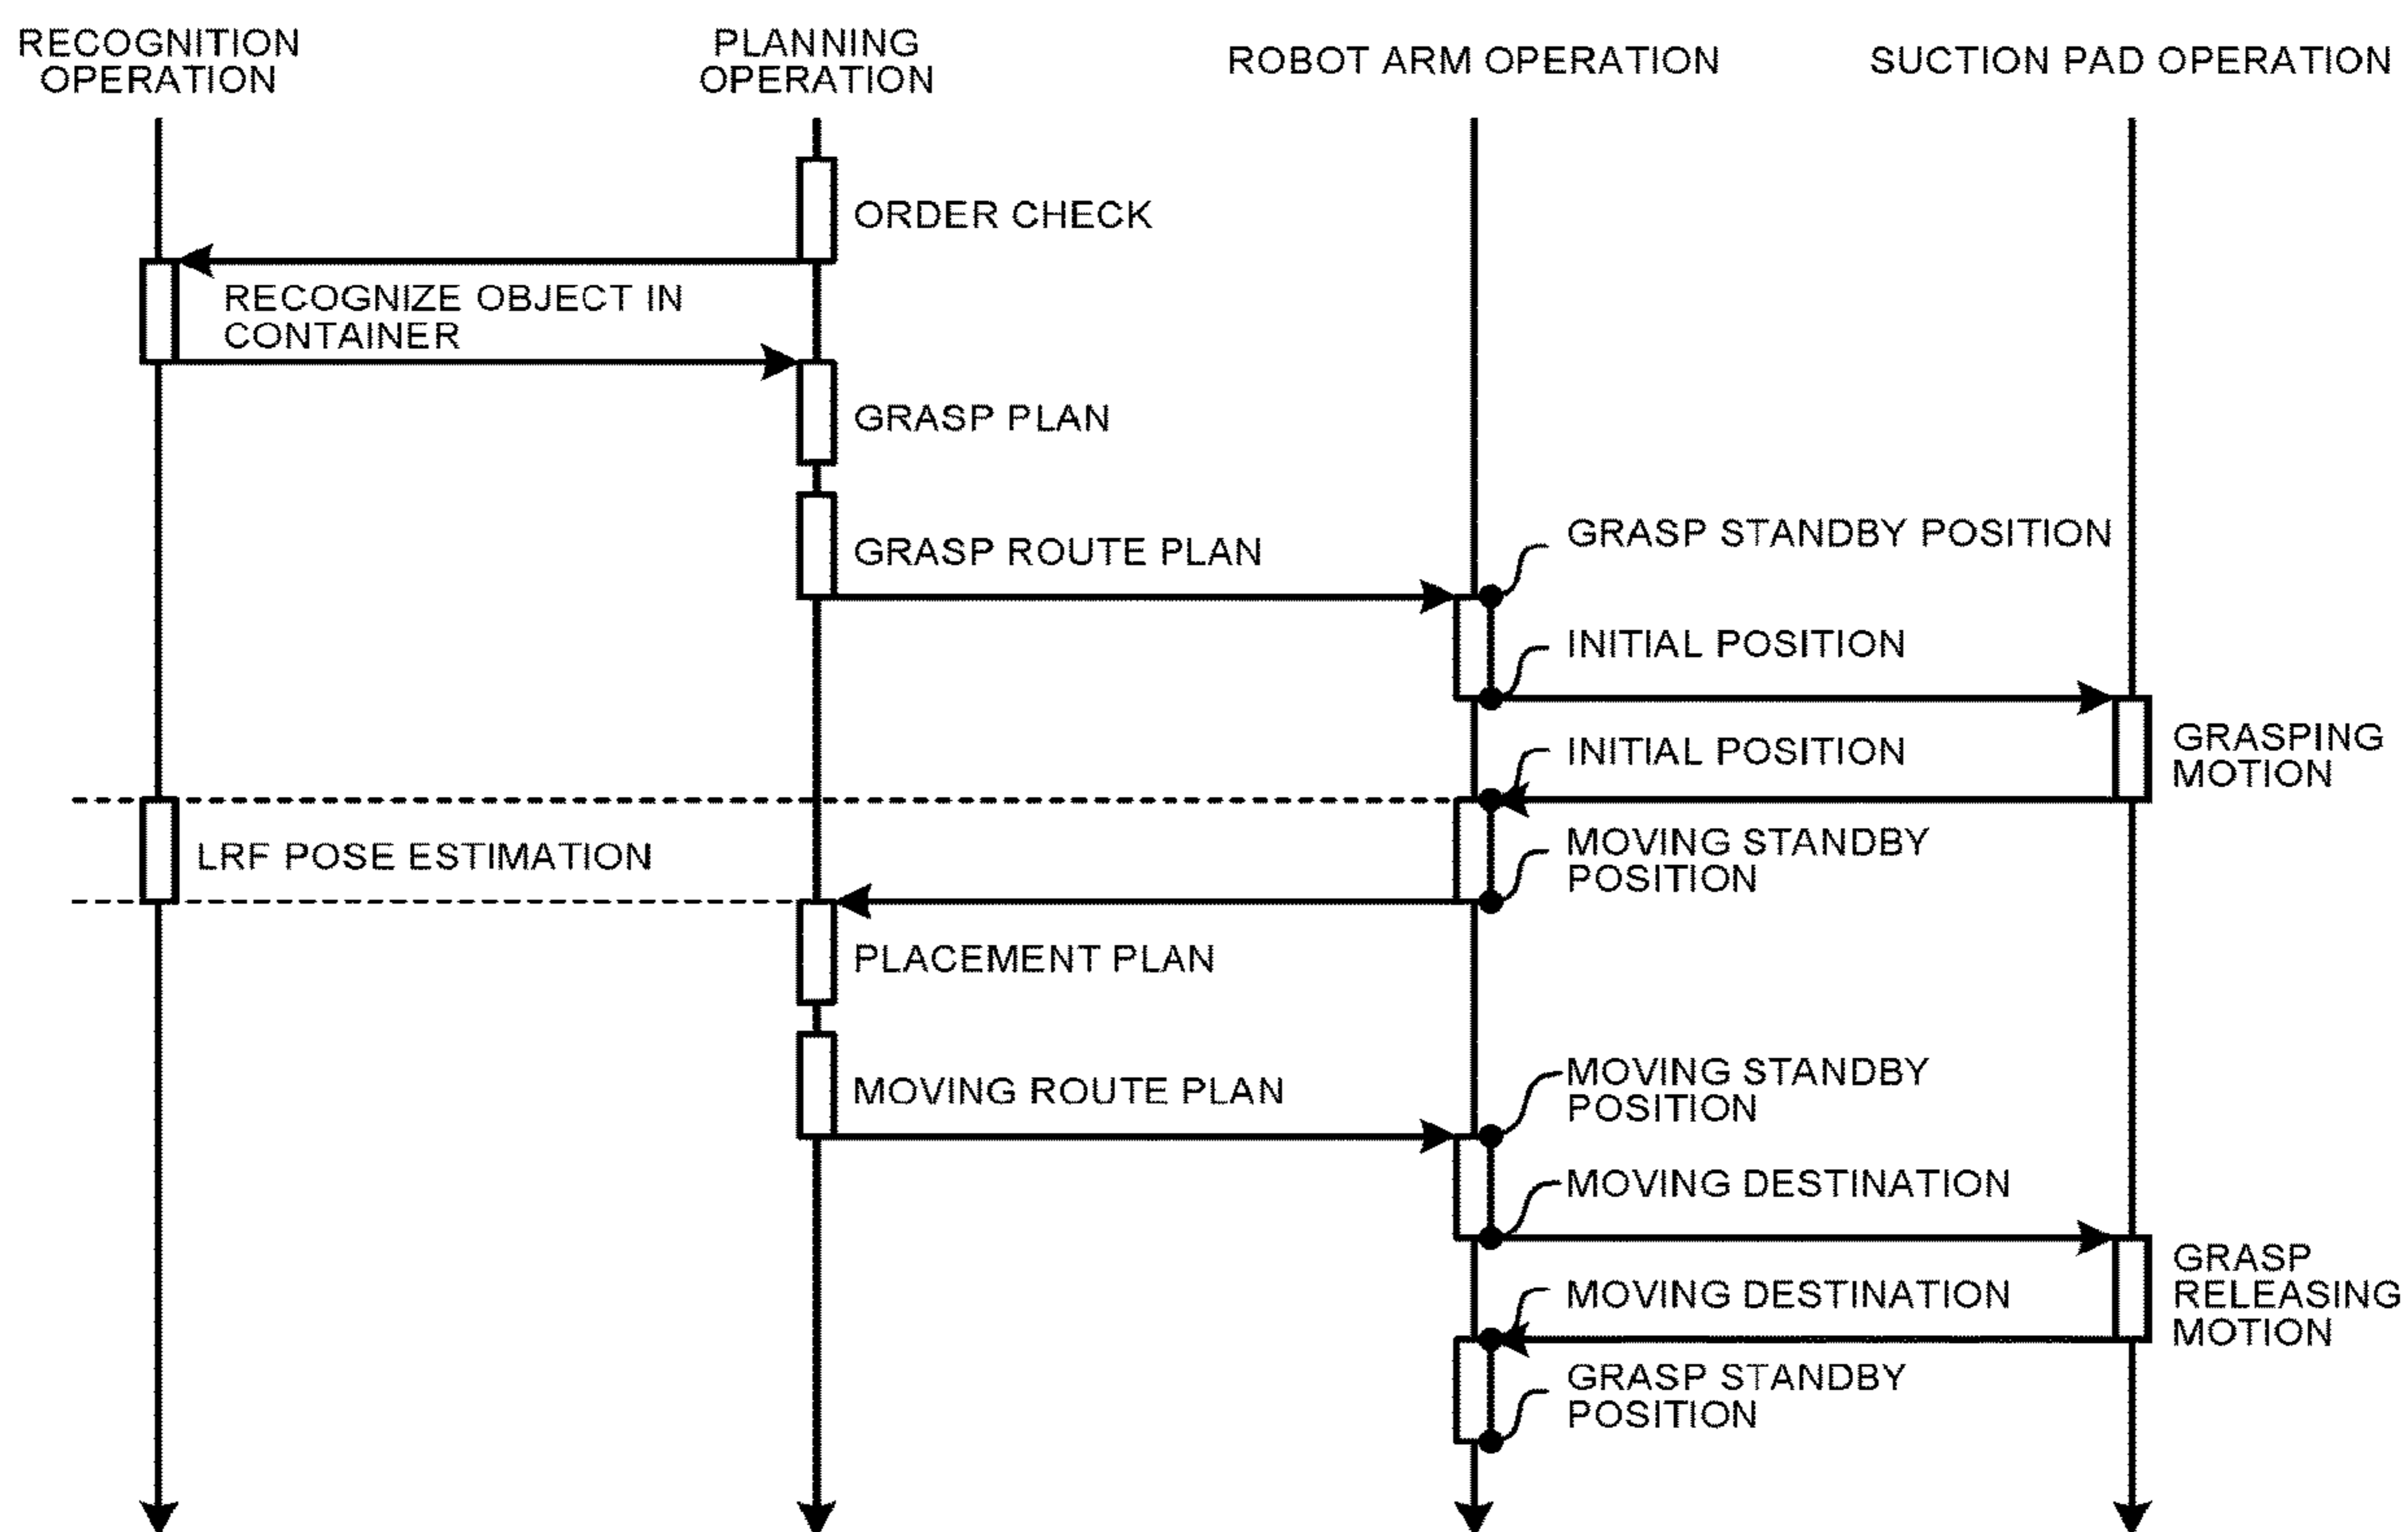 RECOGNITION
OPERATION
PLANNING
OPERATION
ROBOT ARM OPERATION
SUCTION PAD OPERATION
ORDER CHECK
RECOGNIZE OBJECT IN
CONTAINER
GRASP PLAN
GRASP ROUTE PLAN
GRASP STANDBY POSITION
INITIAL POSITION
INITIAL POSITION
GRASPING
MOTION
LRF POSE ESTIMATION
MOVING STANDBY
POSITION
PLACEMENT PLAN
MOVING ROUTE PLAN
MOVING STANDBY
POSITION
MOVING DESTINATION
MOVING DESTINATION
GRASP
RELEASING
MOTION
GRASP STANDBY
POSITION